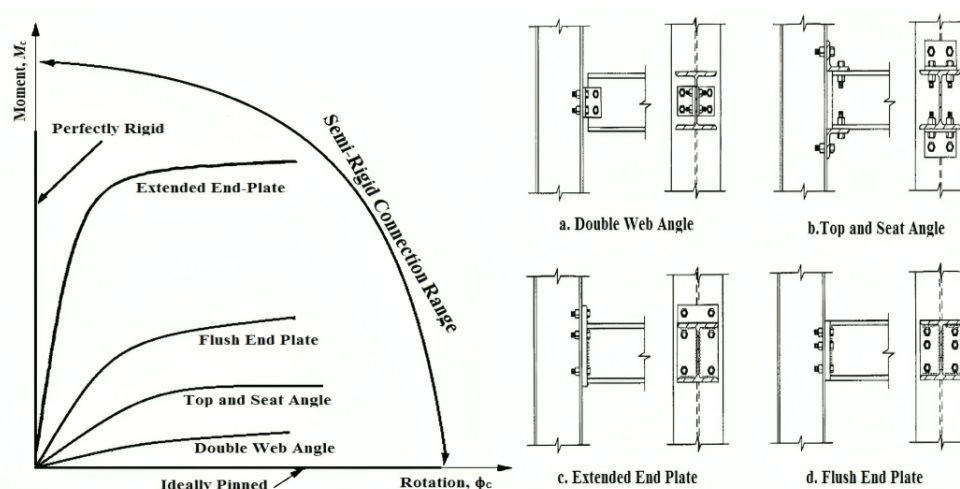 Moment, Mc
Perfectly Rigid
Extended End-Plate
Semi-Rigid Connection Range
Flush End Plate
Top and Seat Angle
Double Web Angle
Ideally Pinned
Rotation, ϕc
a. Double Web Angle
b.Top and Seat Angle
c. Extended End Plate
d. Flush End Plate